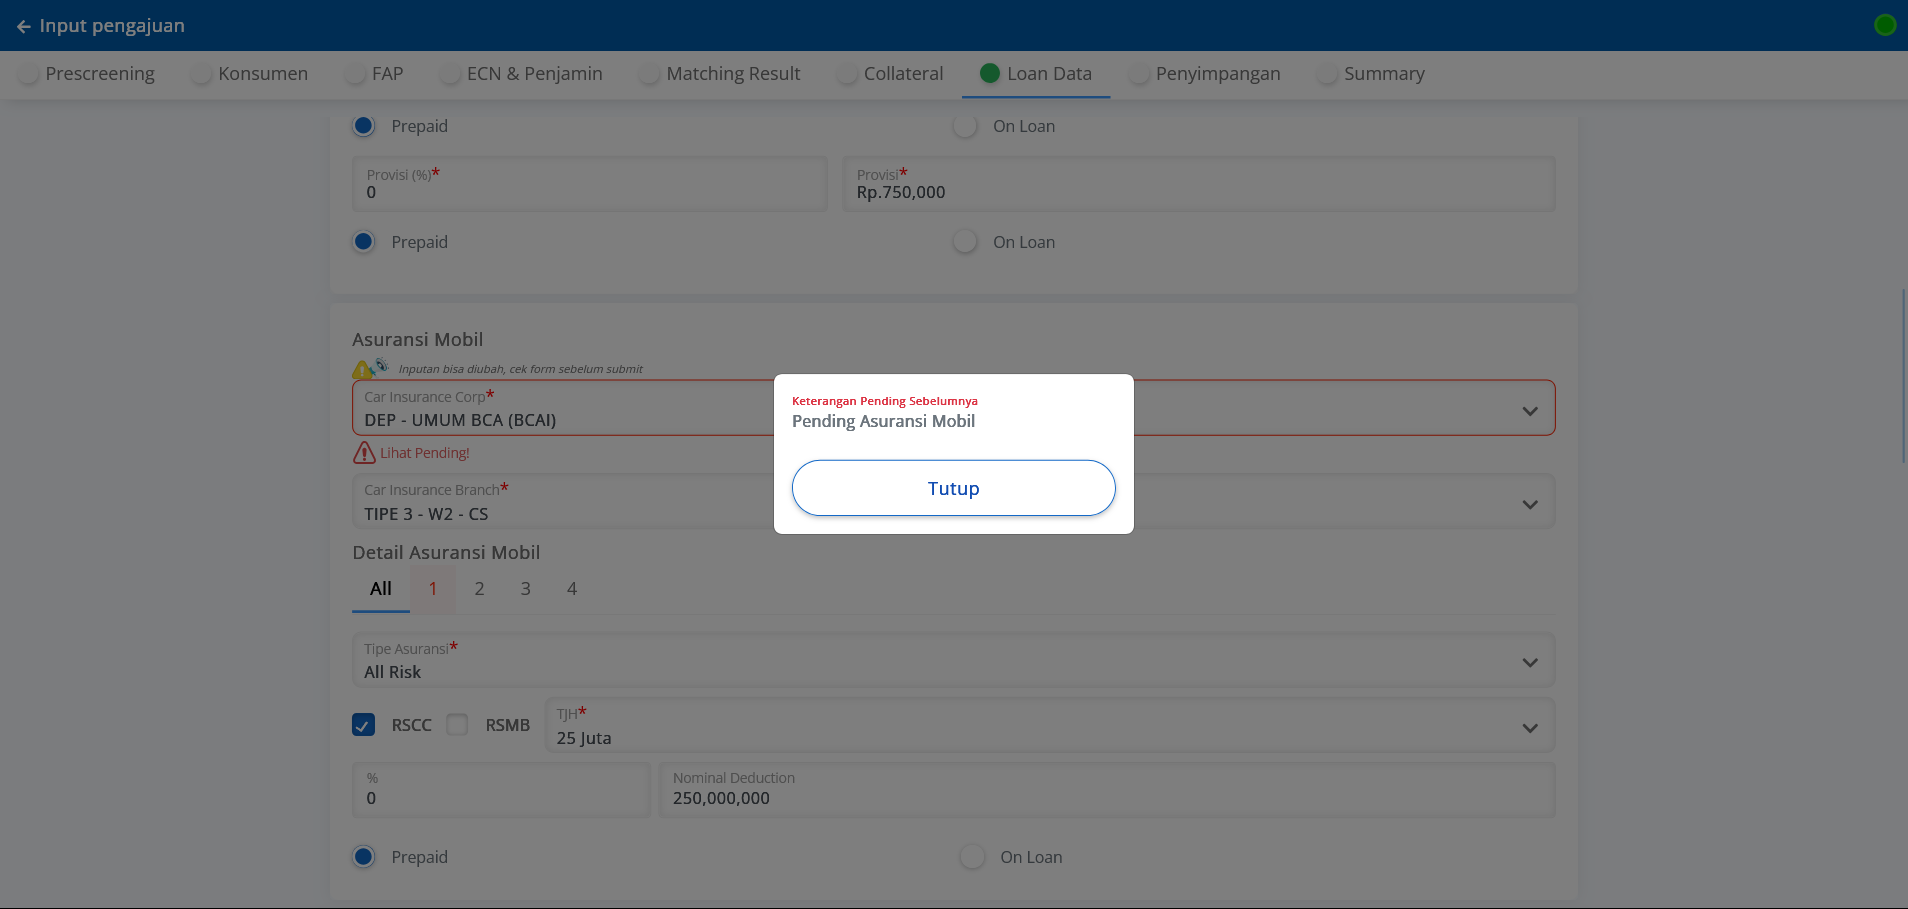 Input pengajuan
Prescreening Konsumen FAP ECN & Penjamin Matching Result Collateral Loan Data Penyimpangan Summary
Prepaid On Loan
Provisi (%)* Provisi*
0 Rp.750,000
Prepaid On Loan
Asuransi Mobil
Inputan bisa diubah, cek form sebelum submit
Car Insurance Corp*
DEP - UMUM BCA (BCAI)
Lihat Pending!
Car Insurance Branch*
TIPE 3 - W2 - CS
Keterangan Pending Sebelumnya
Pending Asuransi Mobil
Tutup
Detail Asuransi Mobil
All 1 2 3 4
Tipe Asuransi*
All Risk
RSCC RSMB TJH*
25 Juta
% Nominal Deduction
0 250,000,000
Prepaid On Loan